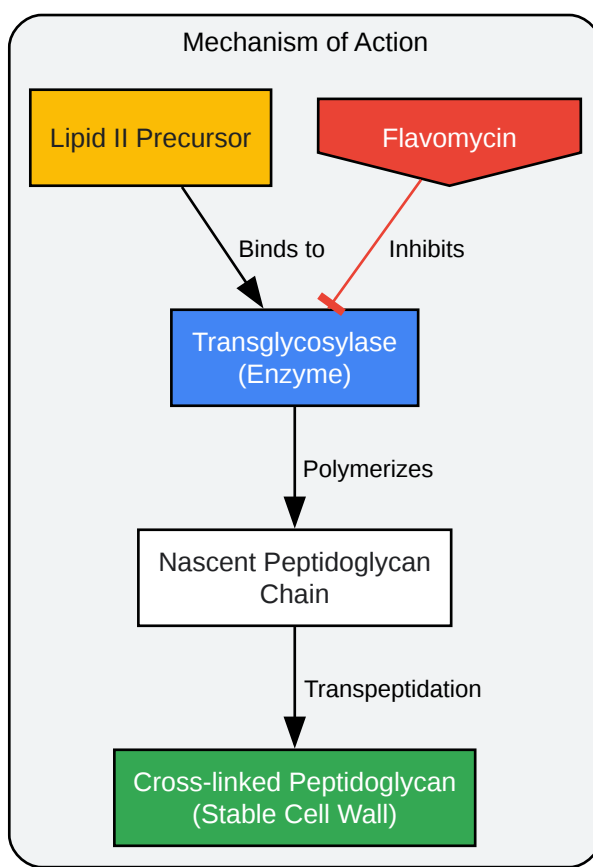 Mechanism of Action
Lipid II Precursor
Flavomycin
Binds to
Inhibits
Transglycosylase
(Enzyme)
Polymerizes
Nascent Peptidoglycan
Chain
Transpeptidation
Cross-linked Peptidoglycan
(Stable Cell Wall)